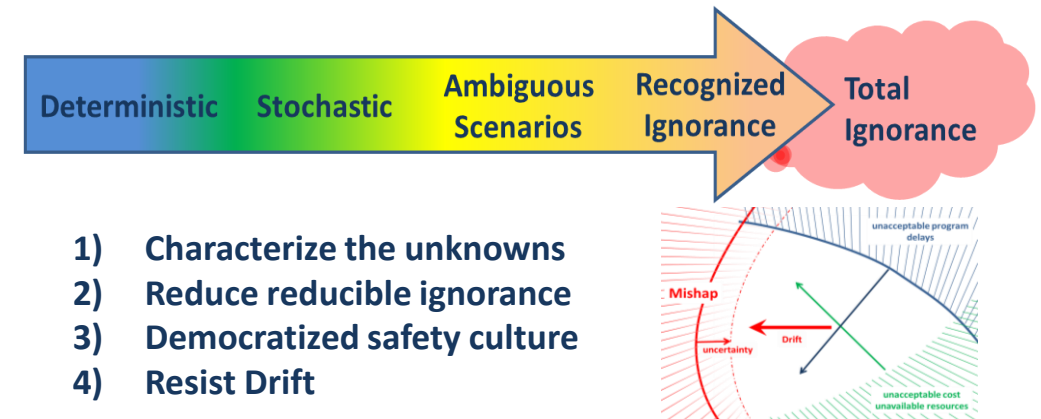 Deterministic
Stochastic
Ambiguous
Scenarios
Recognized
Ignorance
Total
Ignorance
1) Characterize the unknowns
2) Reduce reducible ignorance
3) Democratized safety culture
4) Resist Drift
unacceptable program
delays
Mishap
uncertainty
Drift
unacceptable cost
unavailable resources